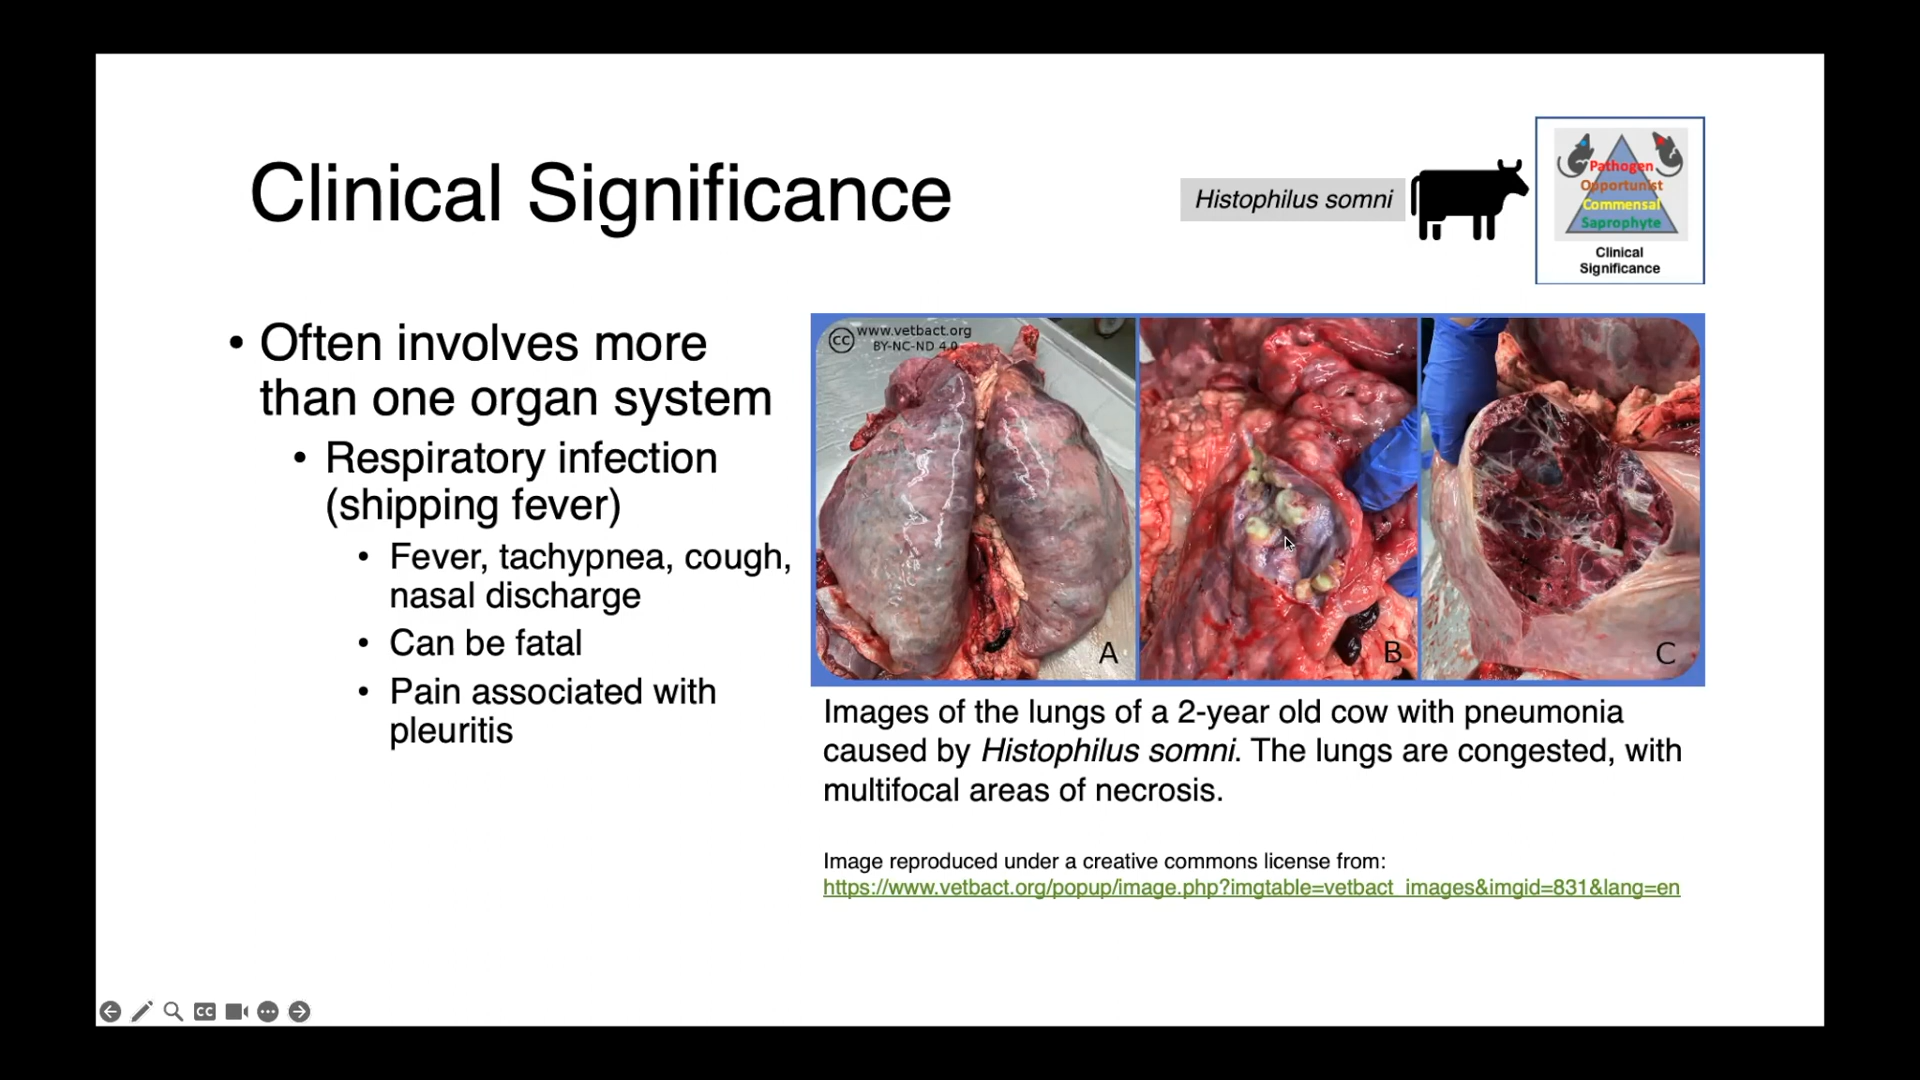 Clinical Significance
Histophilus somni
Pathogen
Opportunist
Commensal
Saprophyte
Clinical
Significance
• Often involves more
than one organ system
• Respiratory infection
(shipping fever)
• Fever, tachypnea, cough,
nasal discharge
• Can be fatal
• Pain associated with
pleuritis
cc www.vetbact.org
BY-NC-ND 4.0
A
B
C
Images of the lungs of a 2-year old cow with pneumonia
caused by Histophilus somni. The lungs are congested, with
multifocal areas of necrosis.
Image reproduced under a creative commons license from:
https://www.vetbact.org/popup/image.php?imgtable=vetbact_images&imgid=831&lang=en
CC